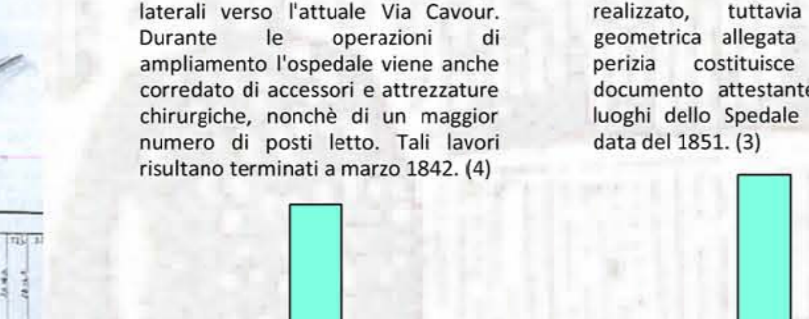 laterali verso l'attuale Via Cavour.
Durante le operazioni di
ampliamento l'ospedale viene anche
corredato di accessori e attrezzature
chirurgiche, nonchè di un maggior
numero di posti letto. Tali lavori
risultano terminati a marzo 1842. (4)
realizzato, tuttavia
geometrica allegata
perizia costituisce
documento attestante
luoghi dello Spedale
data del 1851. (3)